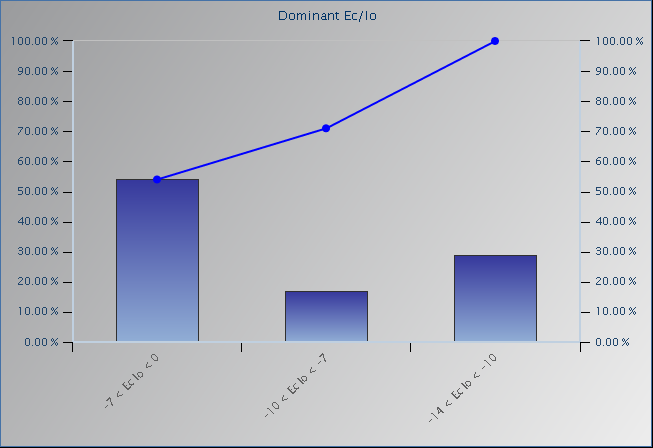 Dominant Ec/Io
100.00 % 100.00 %
90.00 % 90.00 %
80.00 % 80.00 %
70.00 % 70.00 %
60.00 % 60.00 %
50.00 % 50.00 %
40.00 % 40.00 %
30.00 % 30.00 %
20.00 % 20.00 %
10.00 % 10.00 %
0.00 % 0.00 %
-7 < Ec Io < 0
-10 < Ec Io < -7
-14 < Ec Io < -10